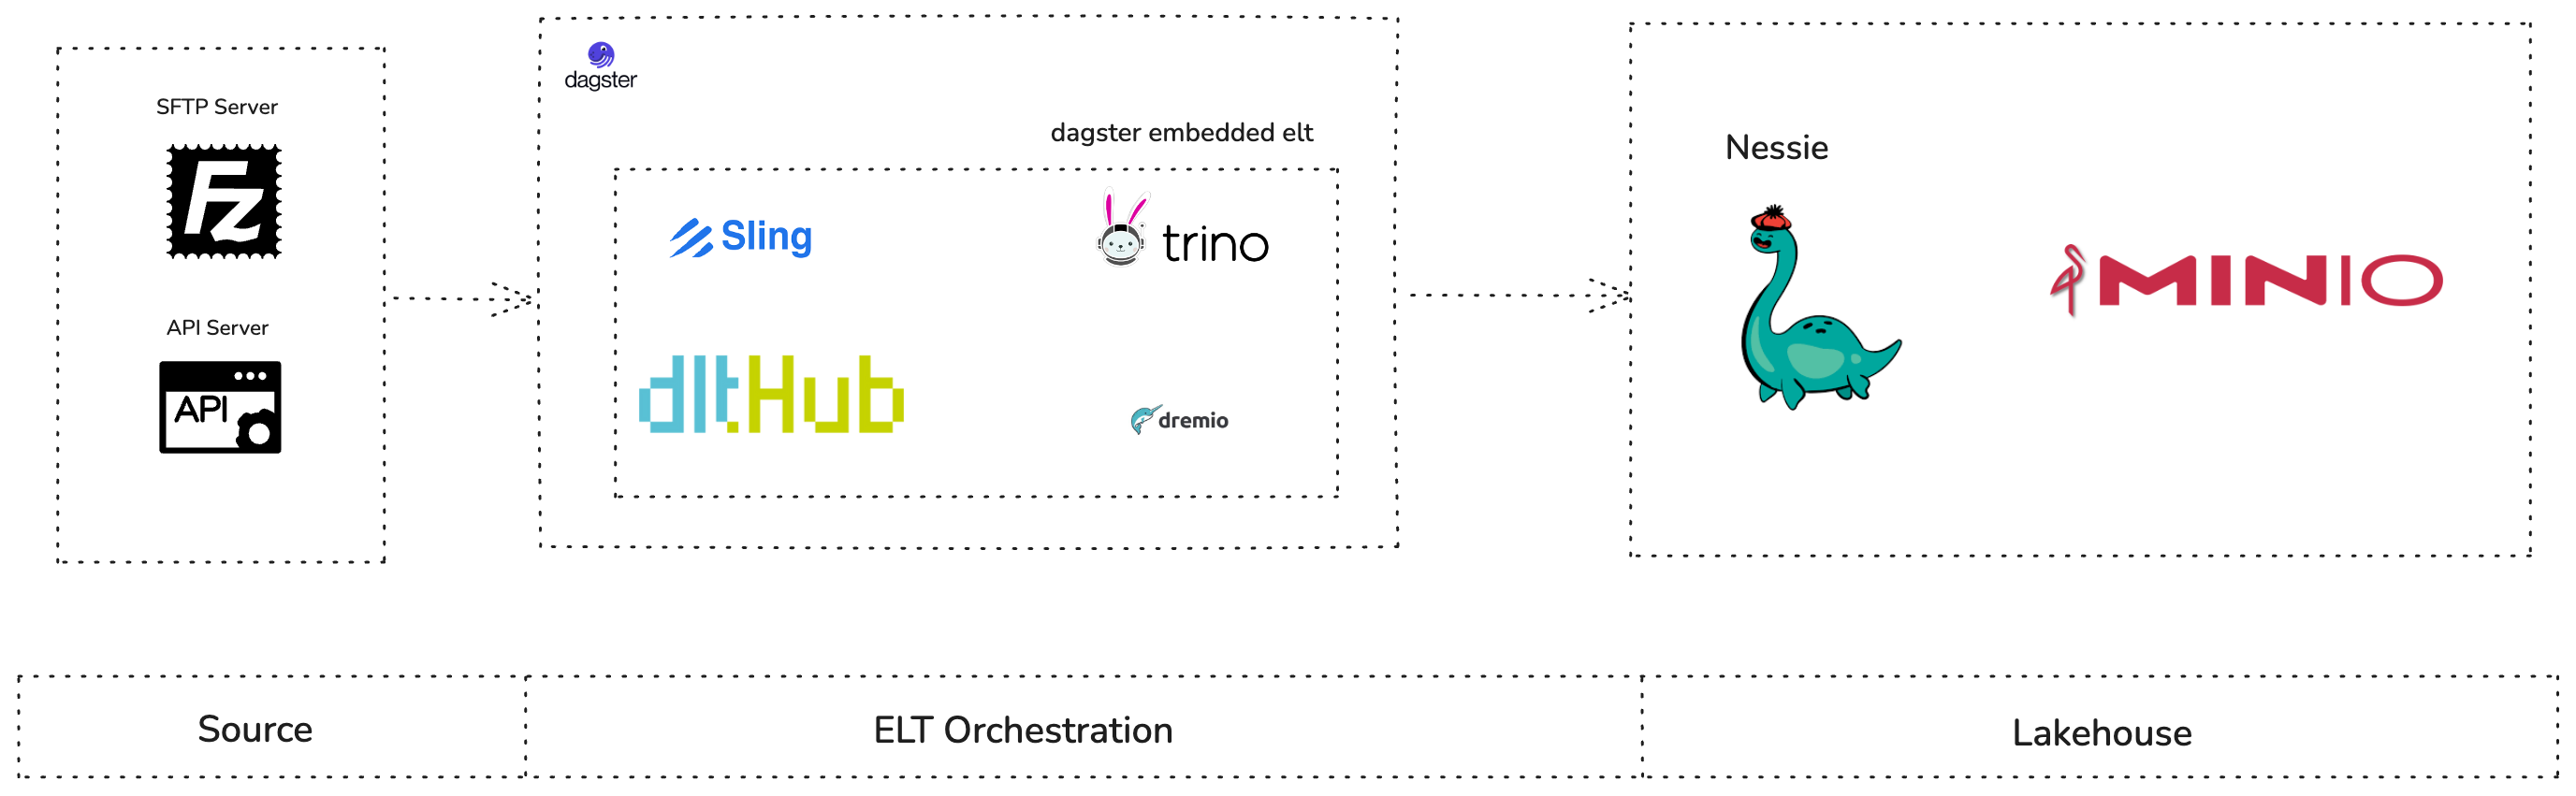 SFTP Server
Fz
API Server
API
dagster
dagster embedded elt
Sling
trino
dltHub
dremio
Nessie
MINIO
Source
ELT Orchestration
Lakehouse